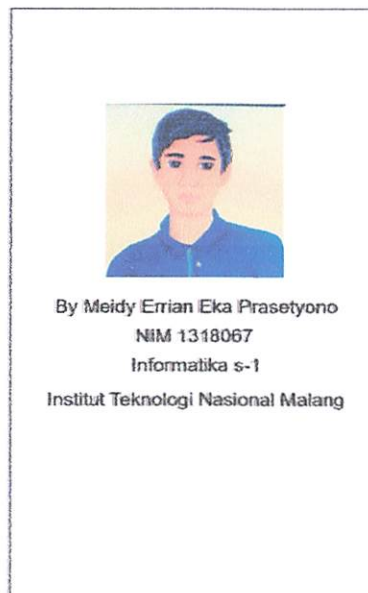 By Meidy Errian Eka Prasetyono
NIM 1318067
Informatika s-1
Institut Teknologi Nasional Malang